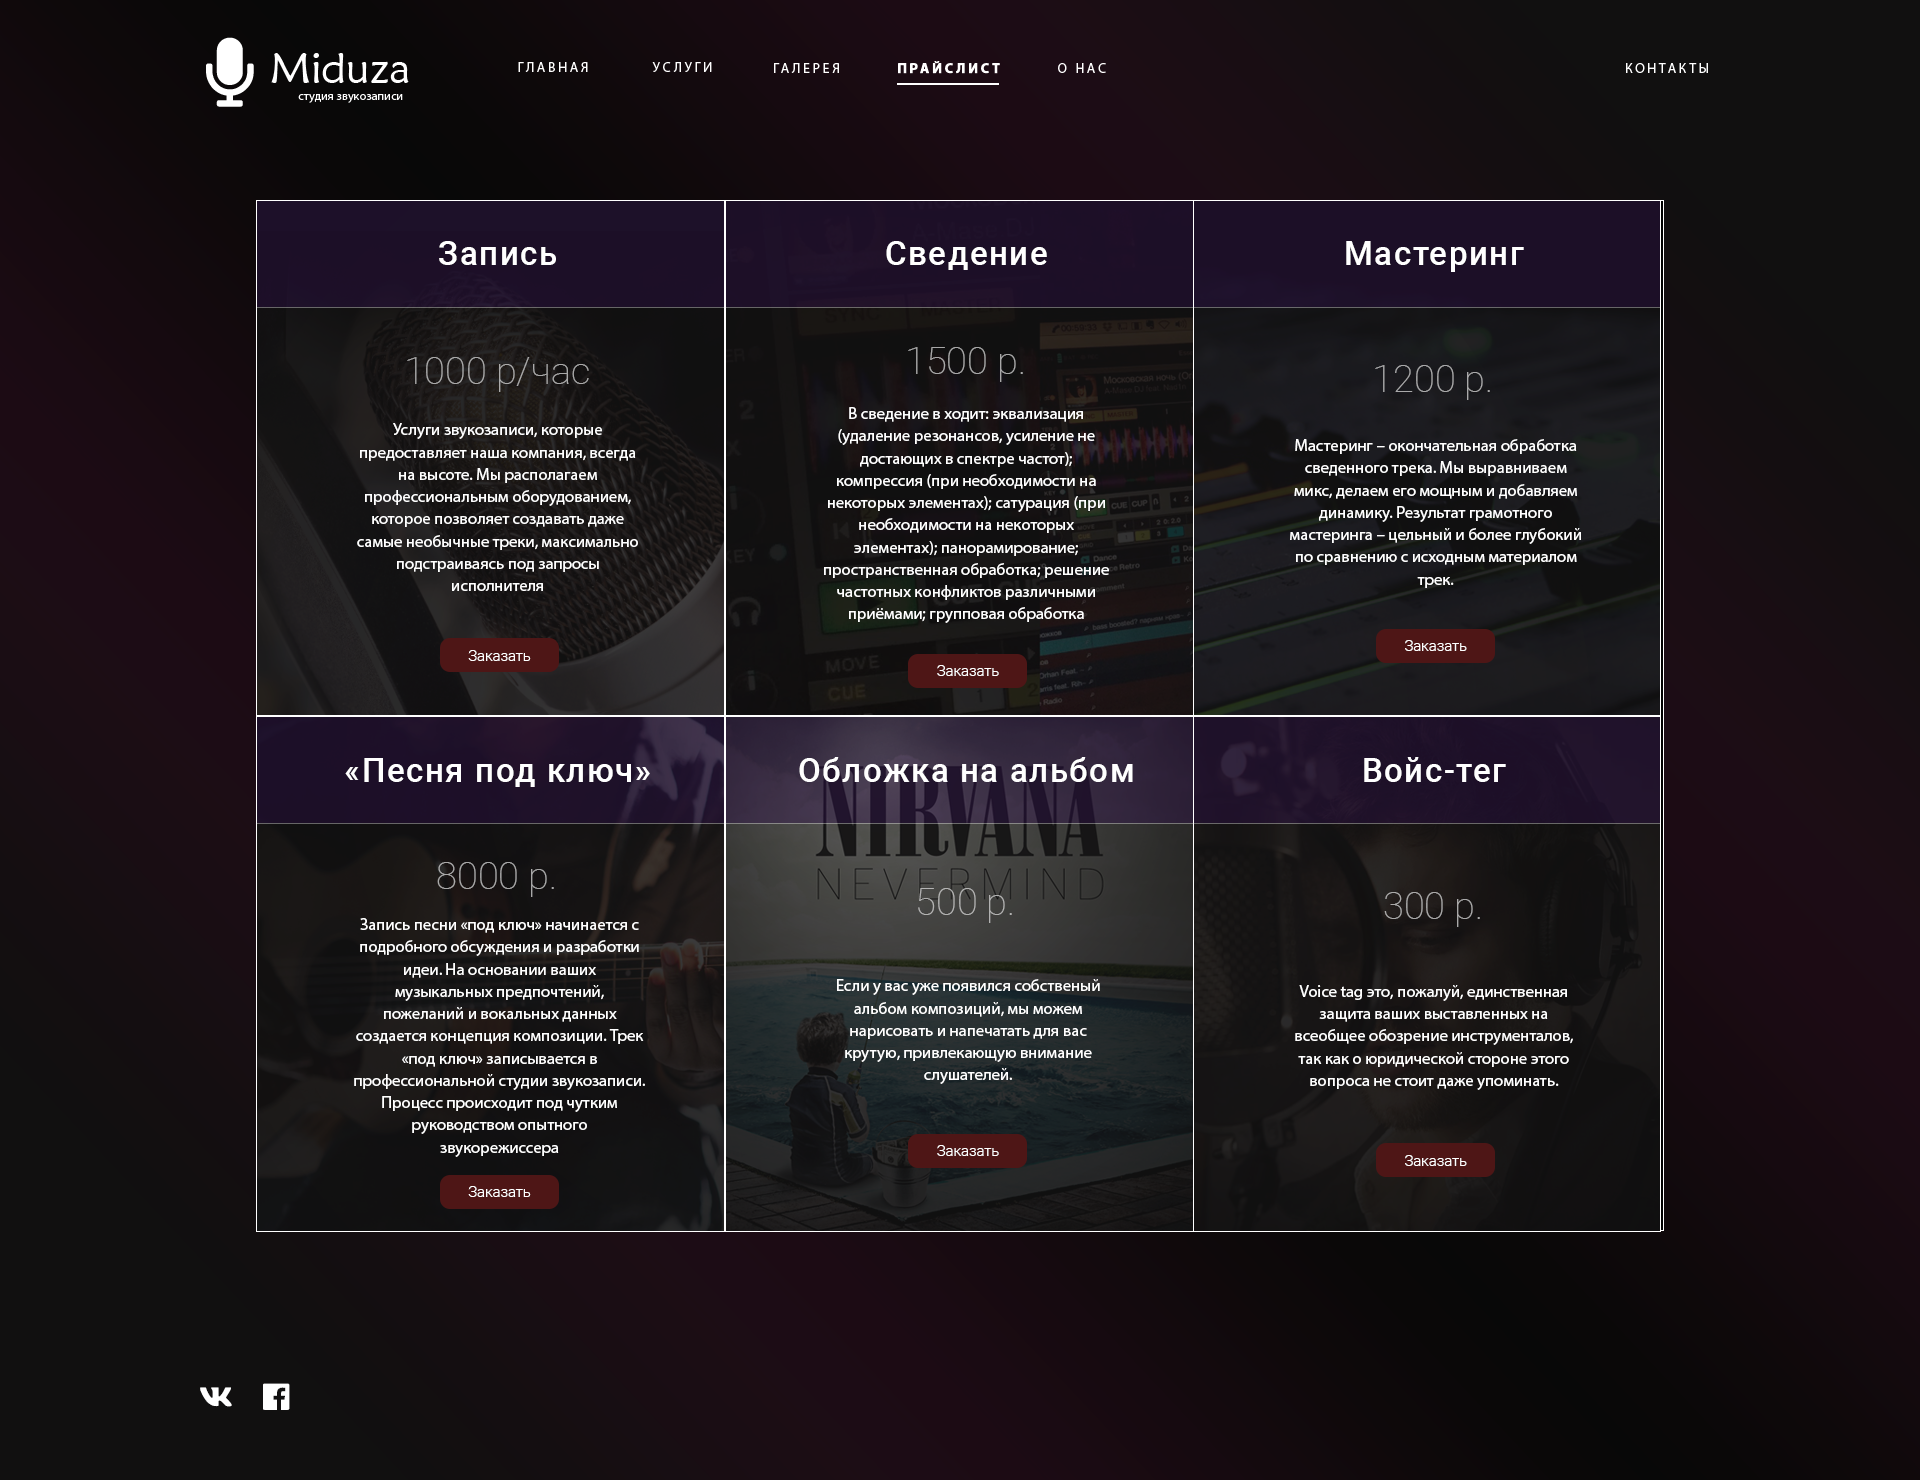 Miduza
студия звукозаписи
ГЛАВНАЯ
УСЛУГИ
ГАЛЕРЕЯ
ПРАЙСЛИСТ
О НАС
КОНТАКТЫ
Запись
1000 р/час
Услуги звукозаписи, которые
предоставляет наша компания, всегда
на высоте. Мы располагаем
профессиональным оборудованием,
которое позволяет создавать даже
самые необычные треки, максимально
подстраиваясь под запросы
исполнителя
Заказать
Сведение
SYNC
1500 р.
В сведение в ходит: эквализация
(удаление резонансов, усиление не
достающих в спектре частот);
компрессия (при необходимости на
некоторых элементах); сатурация (при
необходимости на некоторых
элементах); панорамирование;
пространственная обработка; решение
частотных конфликтов различными
приёмами; групповая обработка
MOVE
CUE
Заказать
Мастеринг
1200 р.
Мастеринг – окончательная обработка
сведенного трека. Мы выравниваем
микс, делаем его мощным и добавляем
динамику. Результат грамотного
мастеринга – цельный и более глубокий
по сравнению с исходным материалом
трек.
Заказать
«Песня под ключ»
8000 р.
Запись песни «под ключ» начинается с
подробного обсуждения и разработки
идеи. На основании ваших
музыкальных предпочтений,
пожеланий и вокальных данных
создается концепция композиции. Трек
«под ключ» записывается в
профессиональной студии звукозаписи.
Процесс происходит под чутким
руководством опытного
звукорежиссера
Заказать
Обложка на альбом
NIRVANA
NEVERMIND
500 р.
Если у вас уже появился собственый
альбом композиций, мы можем
нарисовать и напечатать для вас
крутую, привлекающую внимание
слушателей.
Заказать
Войс-тег
300 р.
Voice tag это, пожалуй, единственная
защита ваших выставленных на
всеобщее обозрение инструменталов,
так как о юридической стороне этого
вопроса не стоит даже упоминать.
Заказать